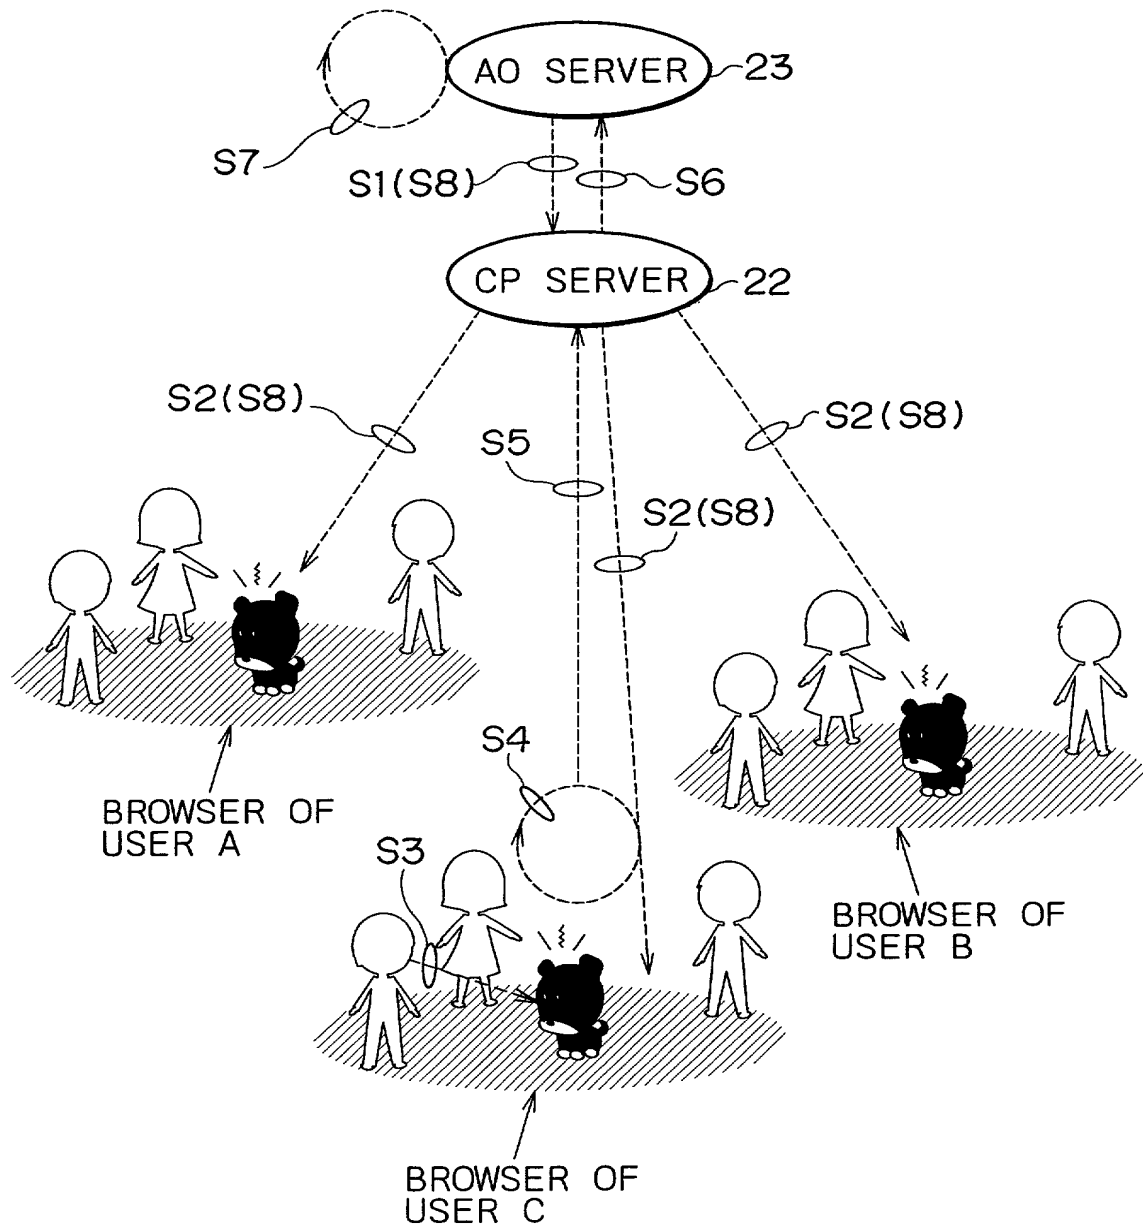 AO SERVER
23
S7
S1(S8)
S6
CP SERVER
22
S2(S8)
S5
S2(S8)
S2(S8)
S4
BROWSER OF
USER A
S3
BROWSER OF
USER B
BROWSER OF
USER C